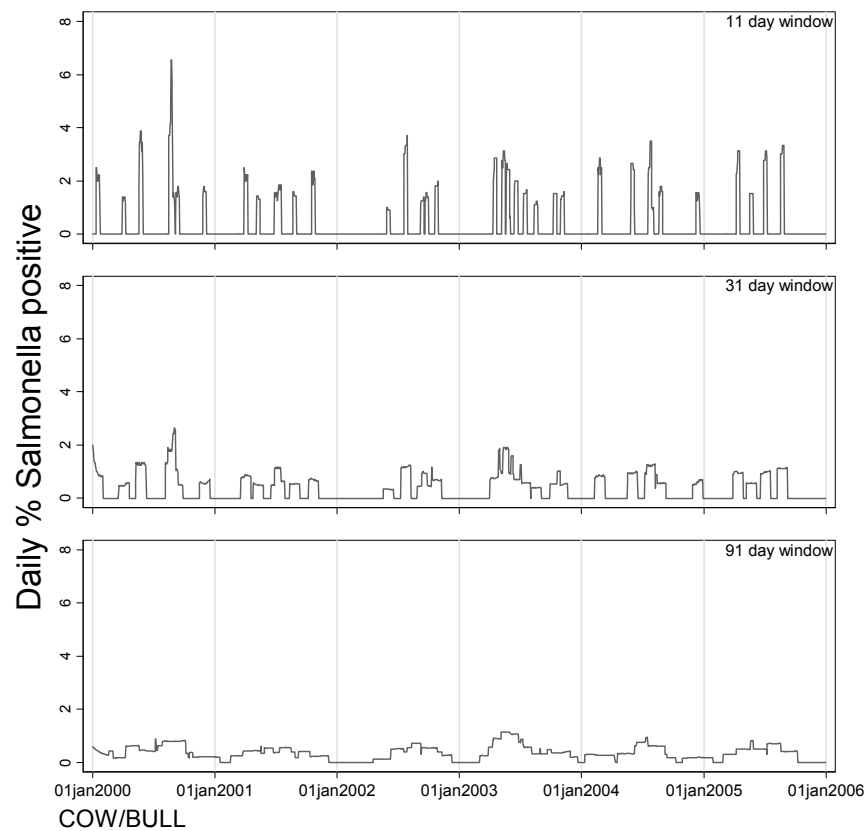 Daily % Salmonella positive
11 day window
8
6
4
2
0
31 day window
8
6
4
2
0
91 day window
8
6
4
2
0
01jan2000 01jan2001 01jan2002 01jan2003 01jan2004 01jan2005 01jan2006
COW/BULL